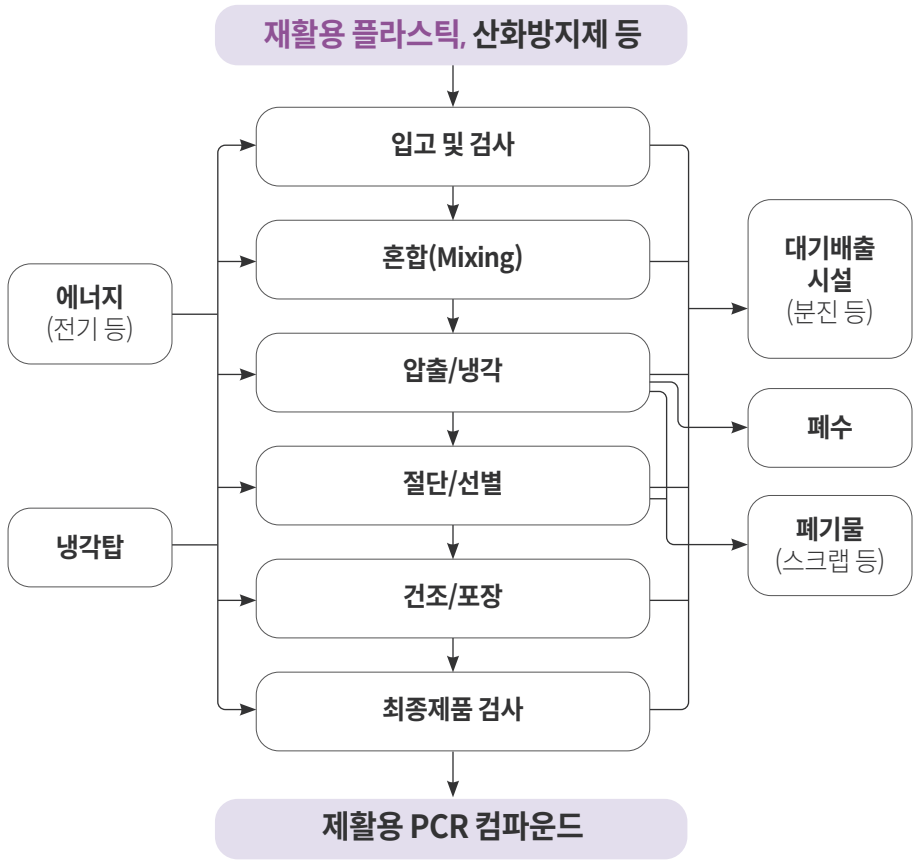 재활용 플라스틱, 산화방지제 등
입고 및 검사
혼합(Mixing)
압출/냉각
절단/선별
건조/포장
최종제품 검사
제활용 PCR 컴파운드
에너지
(전기 등)
냉각탑
대기배출
시설
(분진 등)
폐수
폐기물
(스크랩 등)